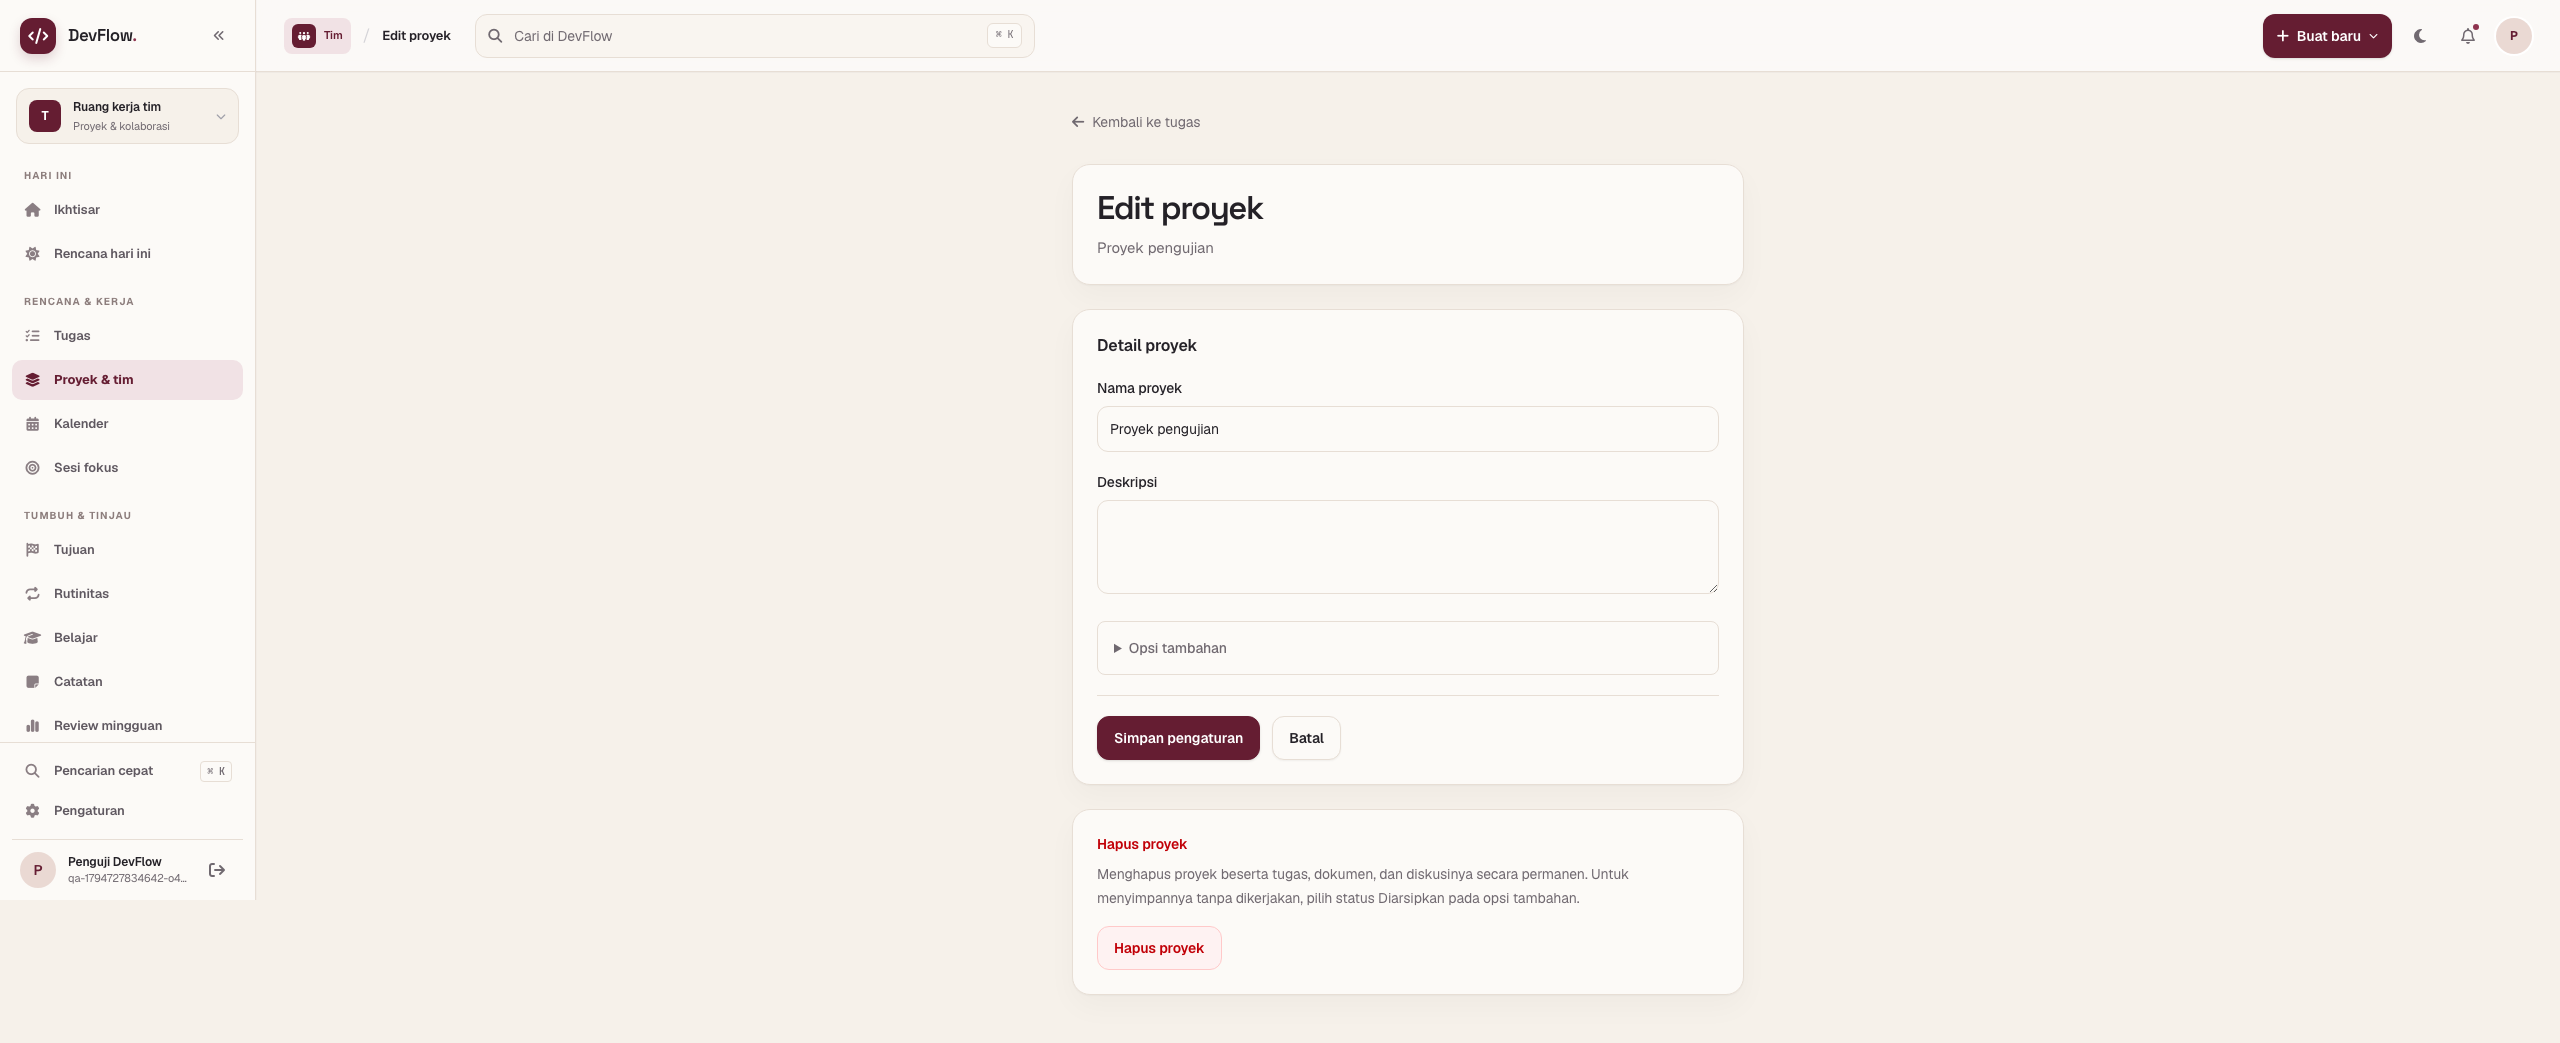 DevFlow.
Tim / Edit proyek
Cari di DevFlow
⌘ K
Buat baru
P
T
Ruang kerja tim
Proyek & kolaborasi
HARI INI
Ikhtisar
Rencana hari ini
RENCANA & KERJA
Tugas
Proyek & tim
Kalender
Sesi fokus
TUMBUH & TINJAU
Tujuan
Rutinitas
Belajar
Catatan
Review mingguan
Pencarian cepat
⌘ K
Pengaturan
P
Penguji DevFlow
qa-1794727834642-o4...
Kembali ke tugas
Edit proyek
Proyek pengujian
Detail proyek
Nama proyek
Proyek pengujian
Deskripsi
Opsi tambahan
Simpan pengaturan
Batal
Hapus proyek
Menghapus proyek beserta tugas, dokumen, dan diskusinya secara permanen. Untuk
menyimpannya tanpa dikerjakan, pilih status Diarsipkan pada opsi tambahan.
Hapus proyek